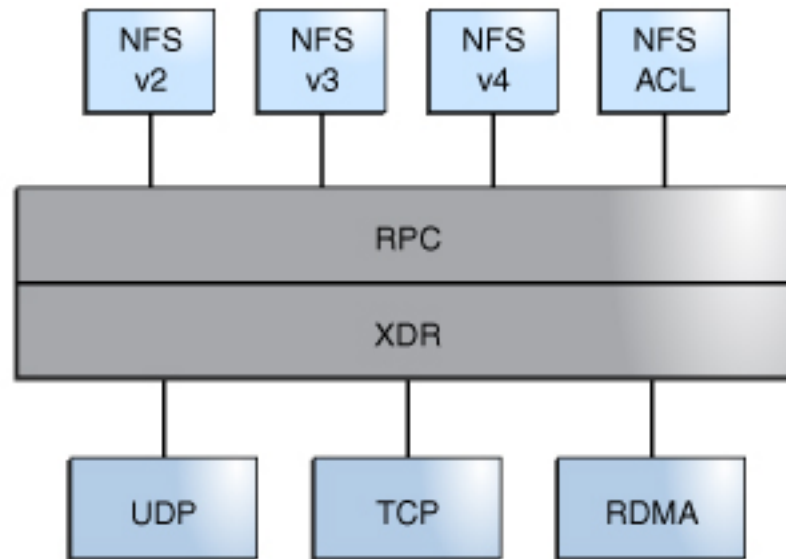 NFS
v2
NFS
v3
NFS
v4
NFS
ACL
RPC
XDR
UDP
TCP
RDMA